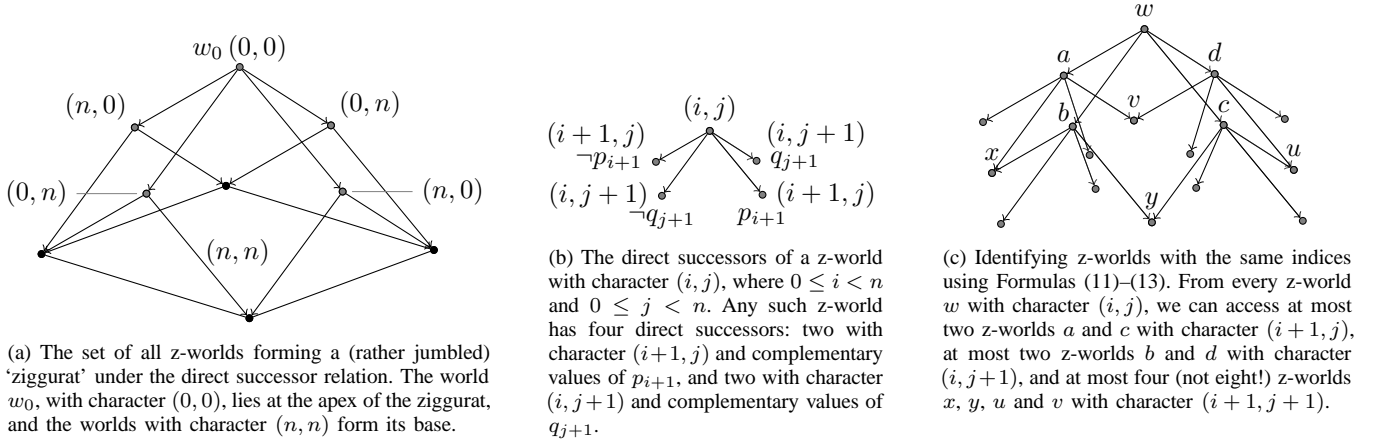 w₀ (0, 0)
(n, 0)
(0, n)
(0, n)
(n, 0)
(n, n)
(a) The set of all z-worlds forming a (rather jumbled)
‘ziggurat’ under the direct successor relation. The world
w₀, with character (0, 0), lies at the apex of the ziggurat,
and the worlds with character (n, n) form its base.
(i, j)
(i + 1, j)
(i, j + 1)
¬pᵢ₊₁
qⱼ₊₁
(i, j + 1)
(i + 1, j)
¬qⱼ₊₁
pᵢ₊₁
(b) The direct successors of a z-world
with character (i, j), where 0 ≤ i < n
and 0 ≤ j < n. Any such z-world
has four direct successors: two with
character (i+1, j) and complementary
values of pᵢ₊₁, and two with character
(i, j+1) and complementary values of
qⱼ₊₁.
w
a
d
v
b
c
x
u
y
(c) Identifying z-worlds with the same indices
using Formulas (11)–(13). From every z-world
w with character (i, j), we can access at most
two z-worlds a and c with character (i + 1, j),
at most two z-worlds b and d with character
(i, j+1), and at most four (not eight!) z-worlds
x, y, u and v with character (i + 1, j + 1).